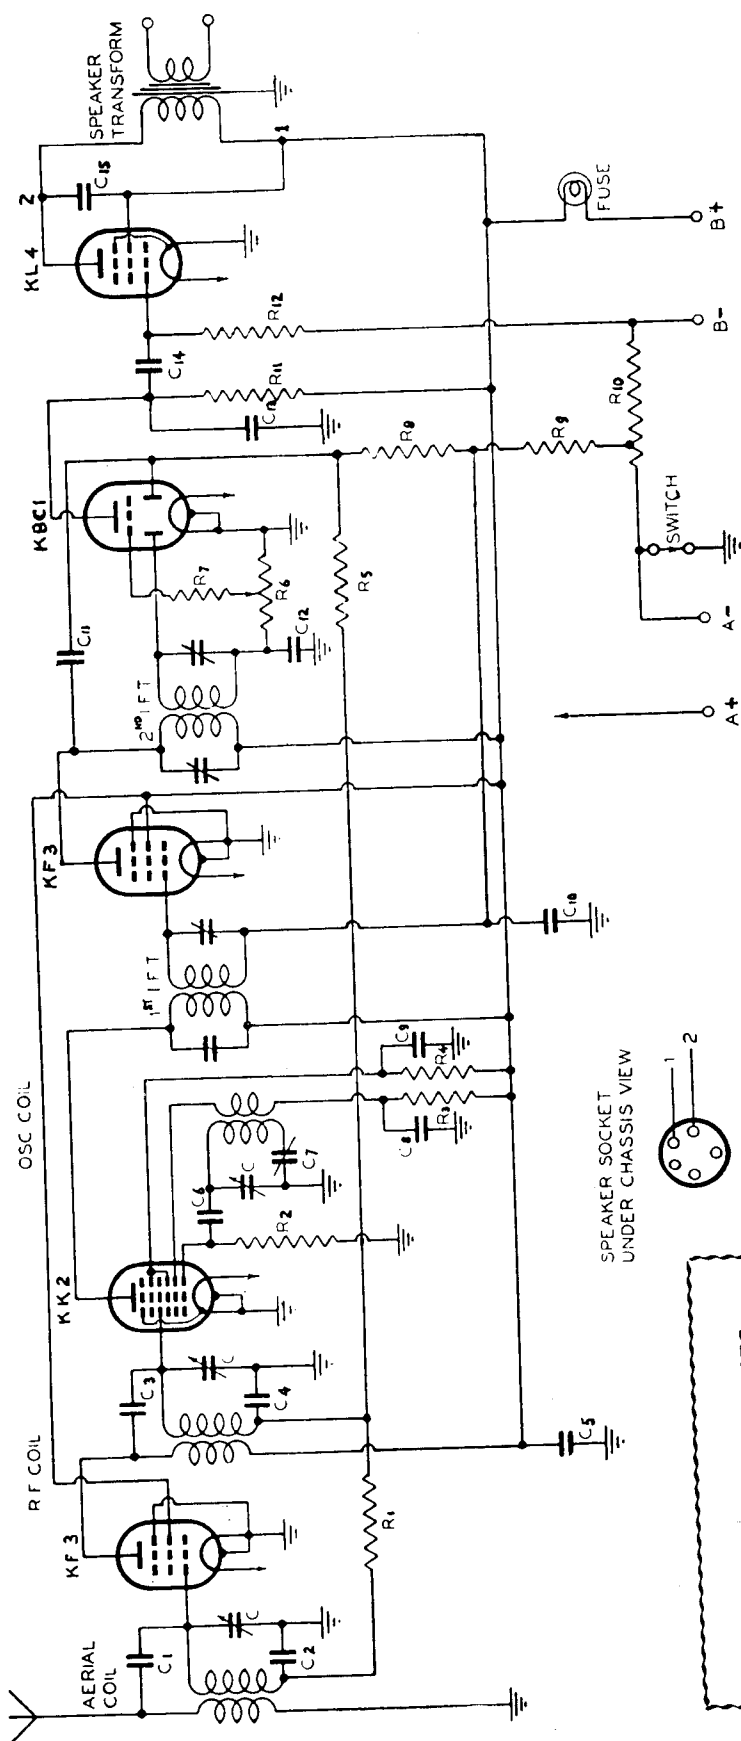 AERIAL
COIL
C1
C
C2
KF3
R1
RF COIL
C3
C
C4
C5
KK2
C6
R2
C
C7
OSC COIL
C8
R3
C9
R4
1ST IFT
KF3
C10
2ND IFT
C11
C12
R5
R6
R7
KBC1
R8
R9
R10
C13
R11
C14
R12
KL4
2
C15
1
SPEAKER
TRANSFORM
FUSE
SWITCH
A+
A-
B-
B+
SPEAKER SOCKET
UNDER CHASSIS VIEW
1
2